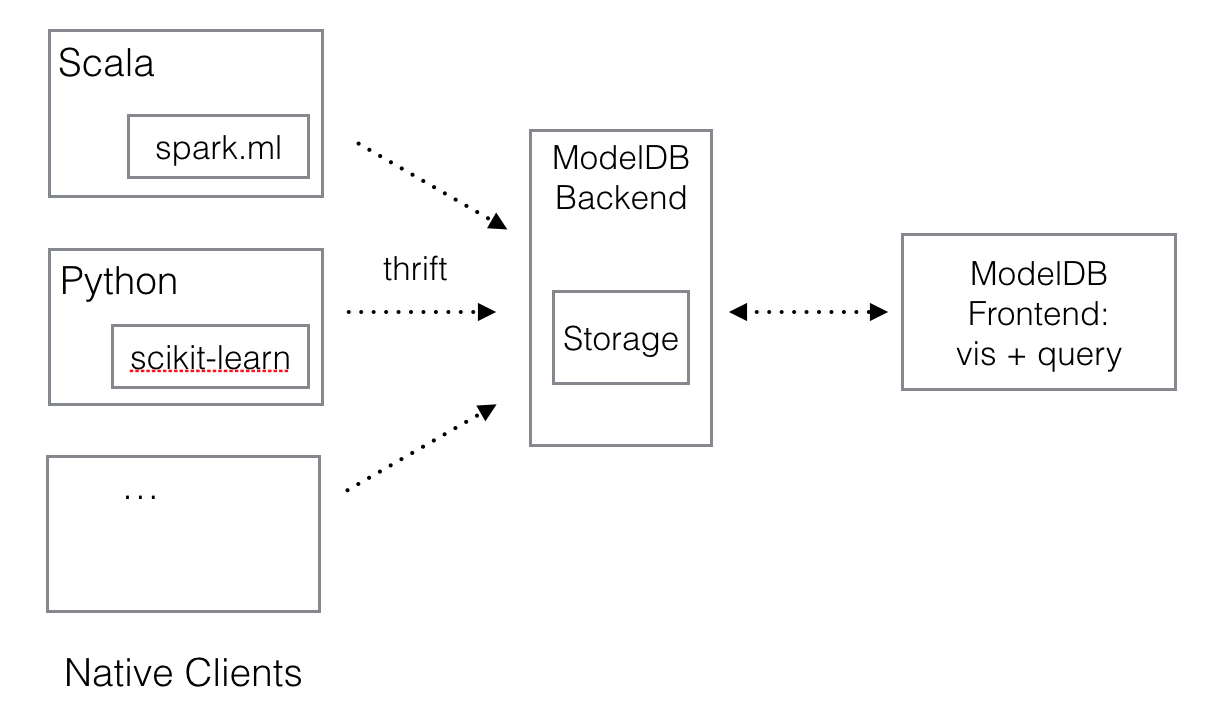 Scala
spark.ml
Python
scikit-learn
...
Native Clients
thrift
ModelDB
Backend
Storage
ModelDB
Frontend:
vis + query